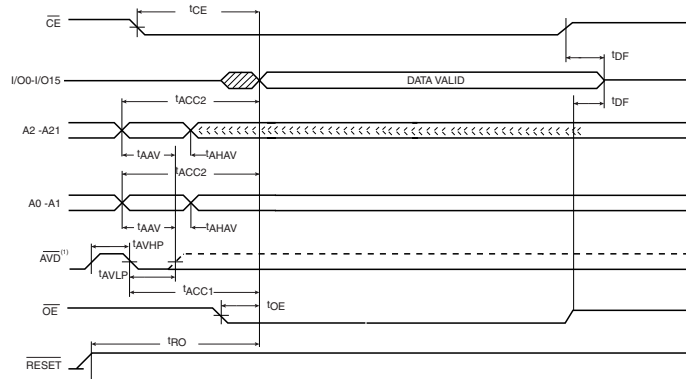 tCE
CE
tDF
I/O0-I/O15
DATA VALID
tACC2
tDF
A2 -A21
tAAV
tAHAV
tACC2
A0 -A1
tAAV
tAHAV
tAVHP
AVD(1)
tAVLP
tACC1
tOE
OE
tRO
RESET